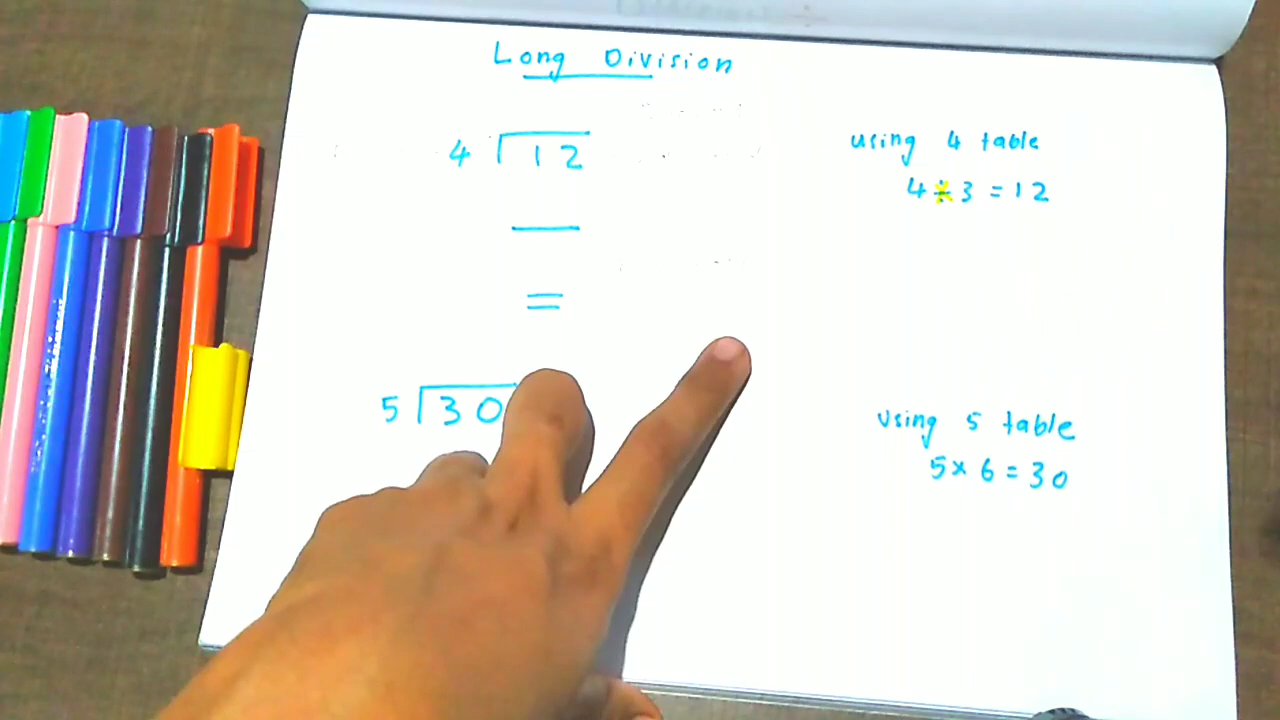 Long Division
4 12
using 4 table
4 ÷ 3 = 12
=
5 30
using 5 table
5 x 6 = 30